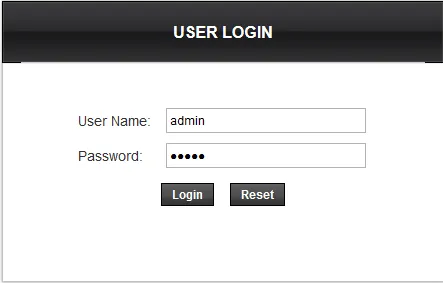 USER LOGIN
User Name: admin
Password: •••••
Login Reset